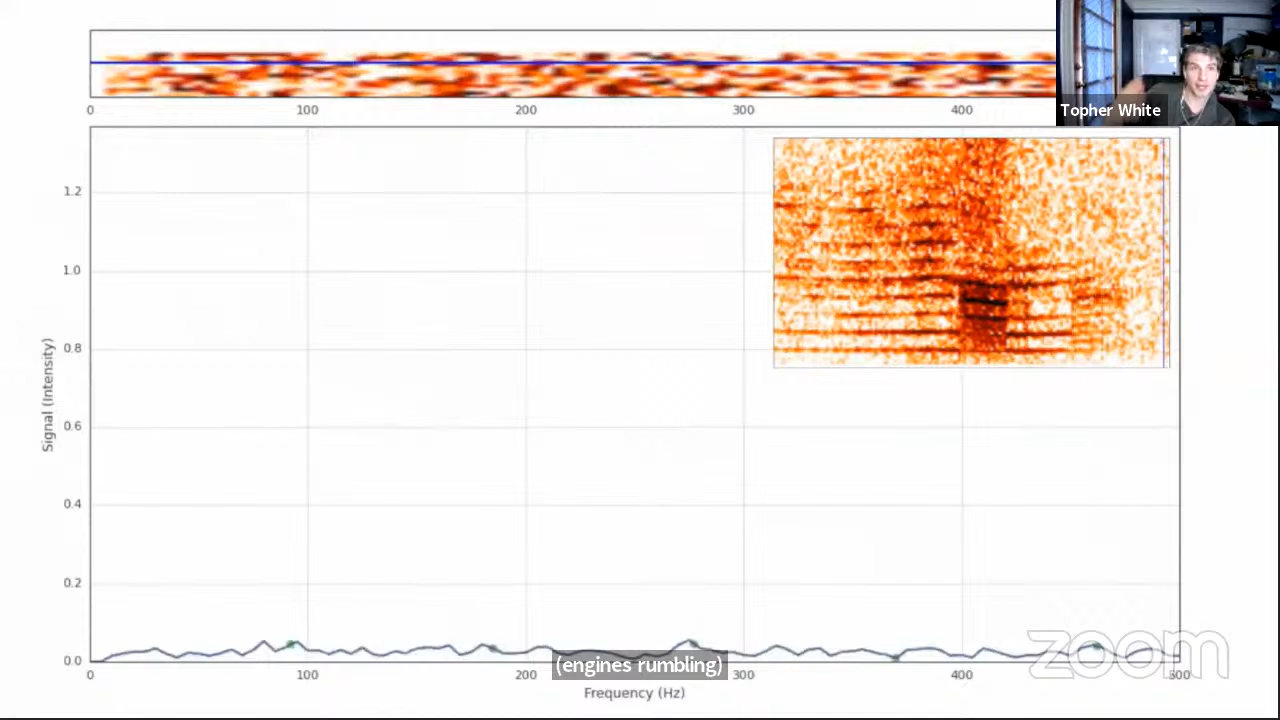 0 100 200 300 400
Topher White
1.2
1.0
0.8
0.6
0.4
0.2
0.0
Signal (Intensity)
(engines rumbling)
zoom
0 100 200 300 400 500
Frequency (Hz)